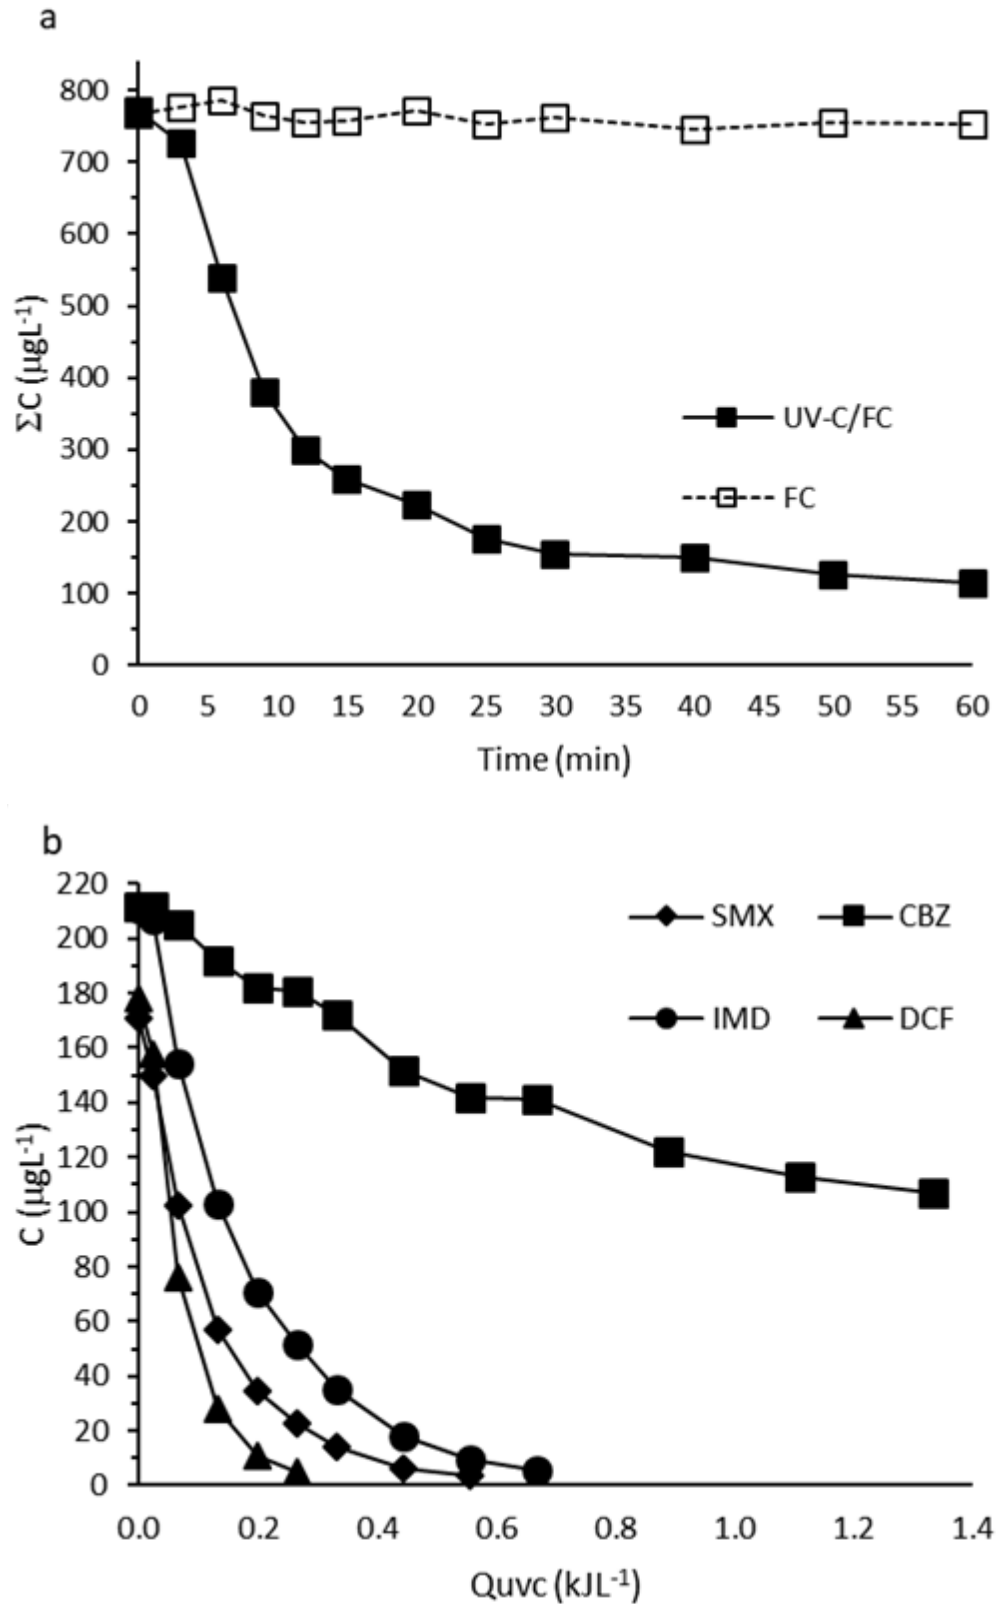 a
800
700
600
500
400
300
200
100
0
ΣC (μgL⁻¹)
UV-C/FC
FC
0 5 10 15 20 25 30 35 40 45 50 55 60
Time (min)
b
220
200
180
160
140
120
100
80
60
40
20
0
C (μgL⁻¹)
SMX CBZ
IMD DCF
0.0 0.2 0.4 0.6 0.8 1.0 1.2 1.4
Quvc (kJL⁻¹)